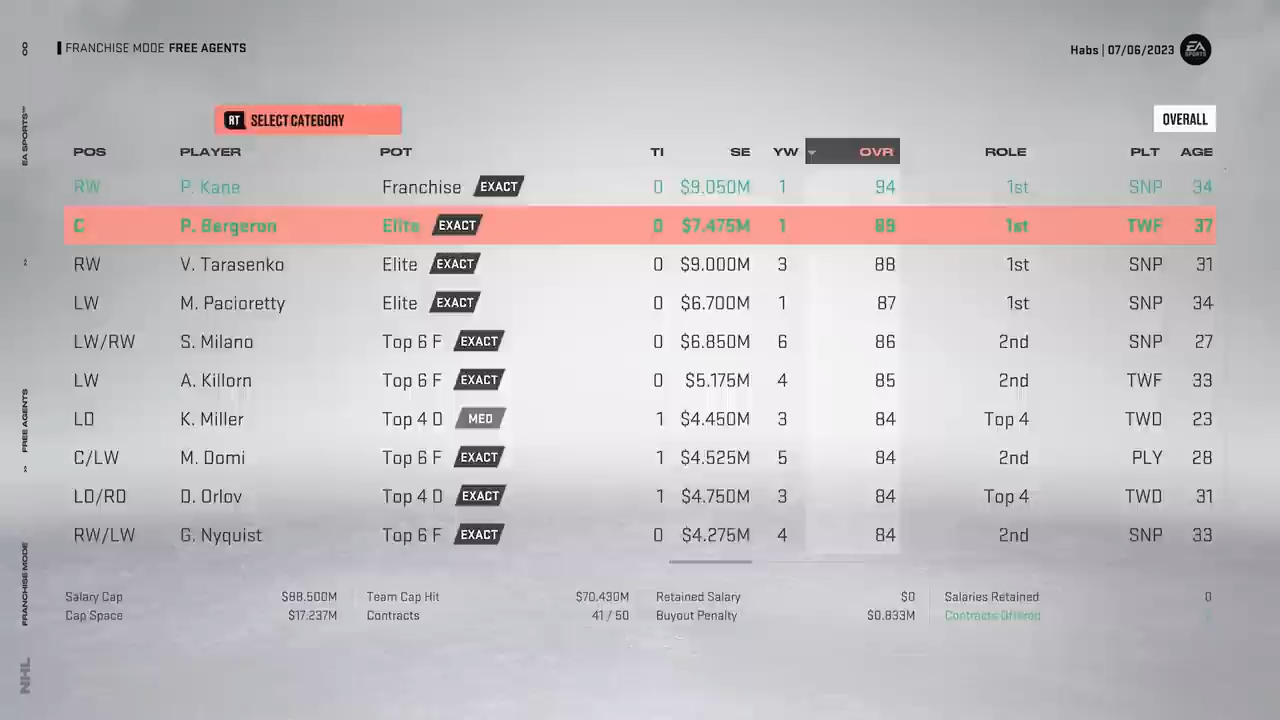 FRANCHISE MODE FREE AGENTS
Habs | 07/06/2023
EA SPORTS
RT SELECT CATEGORY
OVERALL
POS PLAYER POT TI SE YW OVR ROLE PLT AGE
RW P. Kane Franchise EXACT 0 $9.050M 1 94 1st SNP 34
C P. Bergeron Elite EXACT 0 $7.475M 1 89 1st TWF 37
RW V. Tarasenko Elite EXACT 0 $9.000M 3 88 1st SNP 31
LW M. Pacioretty Elite EXACT 0 $6.700M 1 87 1st SNP 34
LW/RW S. Milano Top 6 F EXACT 0 $6.850M 6 86 2nd SNP 27
LW A. Killorn Top 6 F EXACT 0 $5.175M 4 85 2nd TWF 33
LD K. Miller Top 4 D MED 1 $4.450M 3 84 Top 4 TWD 23
C/LW M. Domi Top 6 F EXACT 1 $4.525M 5 84 2nd PLY 28
LD/RD D. Orlov Top 4 D EXACT 1 $4.750M 3 84 Top 4 TWD 31
RW/LW G. Nyquist Top 6 F EXACT 0 $4.275M 4 84 2nd SNP 33
Salary Cap $88.500M Team Cap Hit $70.430M Retained Salary $0 Salaries Retained 0
Cap Space $17.237M Contracts 41 / 50 Buyout Penalty $0.833M Contracts Offered
EA SPORTS™
FREE AGENTS
FRANCHISE MODE
NHL